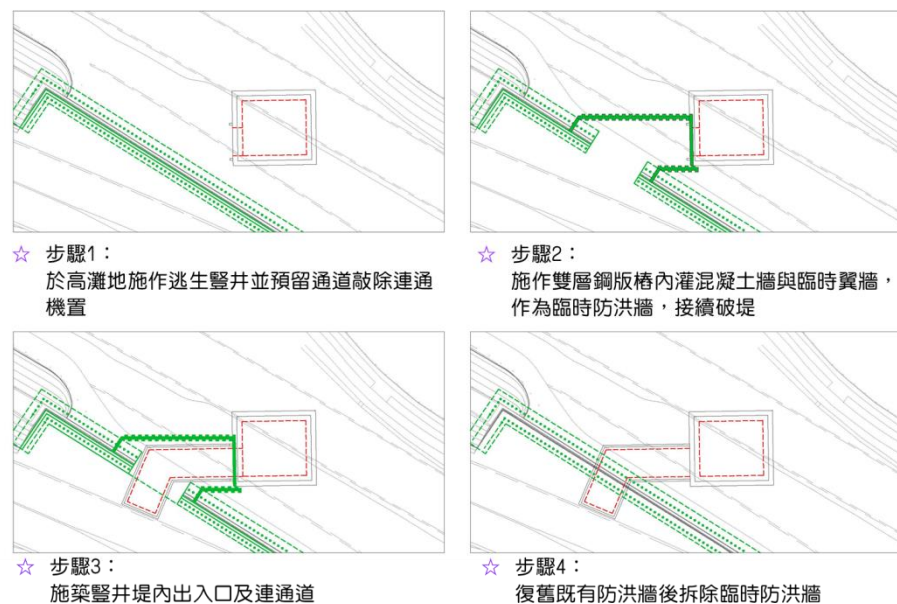 ☆ 步驟1：
於高灘地施作逃生豎井並預留通道敲除連通
機置
☆ 步驟2：
施作雙層鋼版樁內灌混凝土牆與臨時翼牆，
作為臨時防洪牆，接續破堤
☆ 步驟3：
施築豎井堤內出入口及連通道
☆ 步驟4：
復舊既有防洪牆後拆除臨時防洪牆